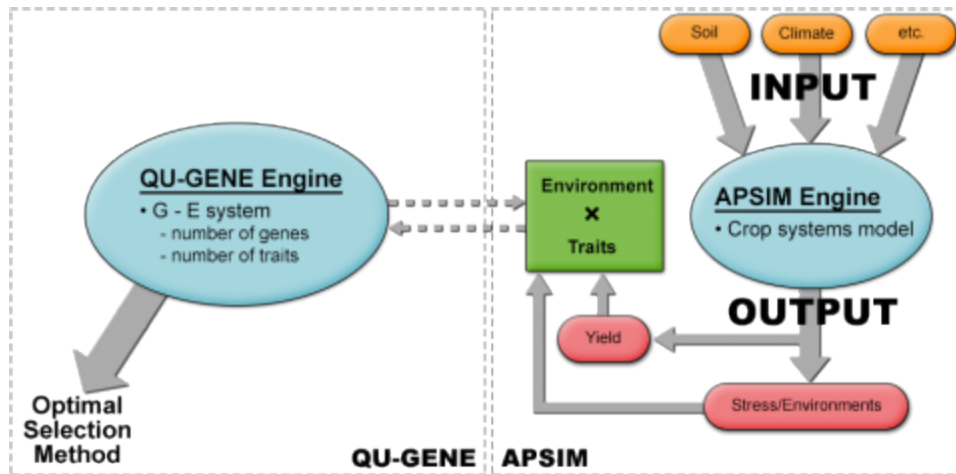 QU-GENE Engine
• G - E system
- number of genes
- number of traits
Optimal
Selection
Method
QU-GENE
Soil
Climate
etc.
INPUT
Environment
×
Traits
APSIM Engine
• Crop systems model
OUTPUT
Yield
Stress/Environments
APSIM